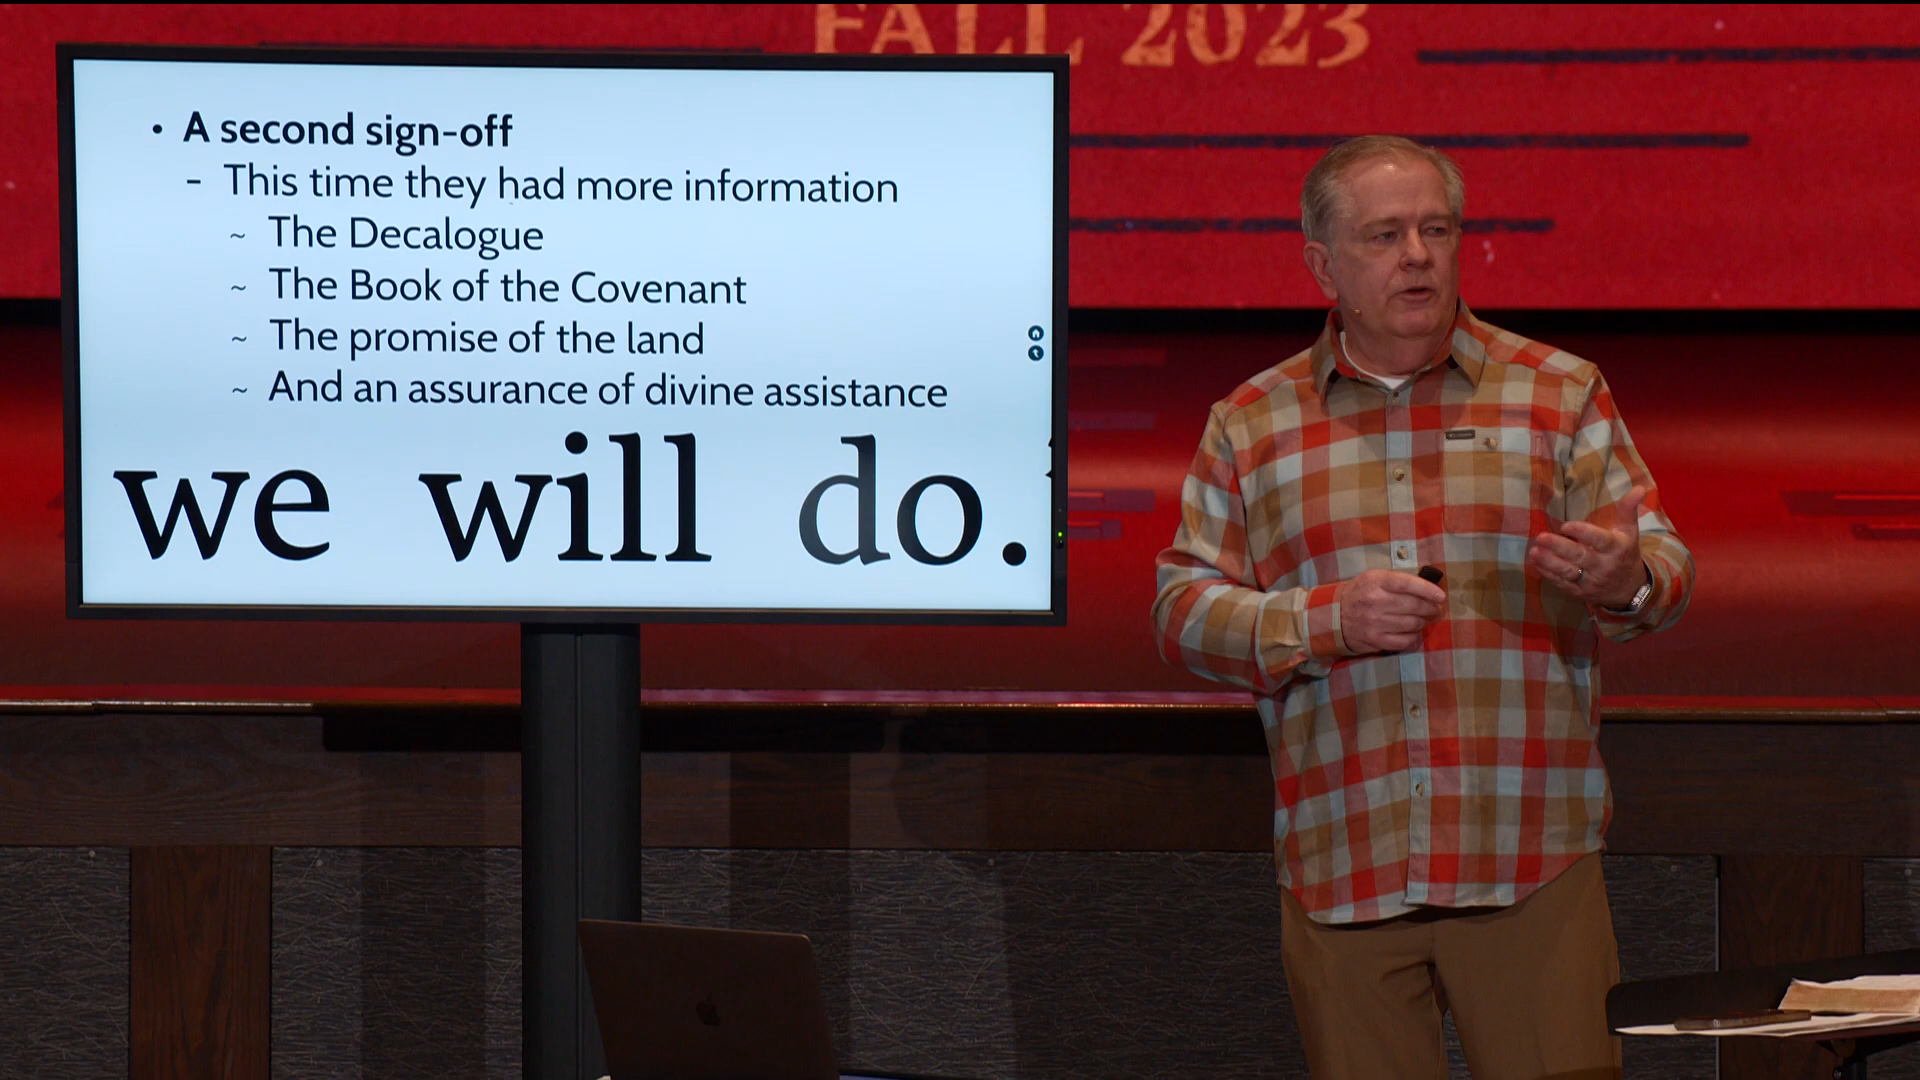 FALL 2023
• A second sign-off
- This time they had more information
~ The Decalogue
~ The Book of the Covenant
~ The promise of the land
~ And an assurance of divine assistance
we will do.